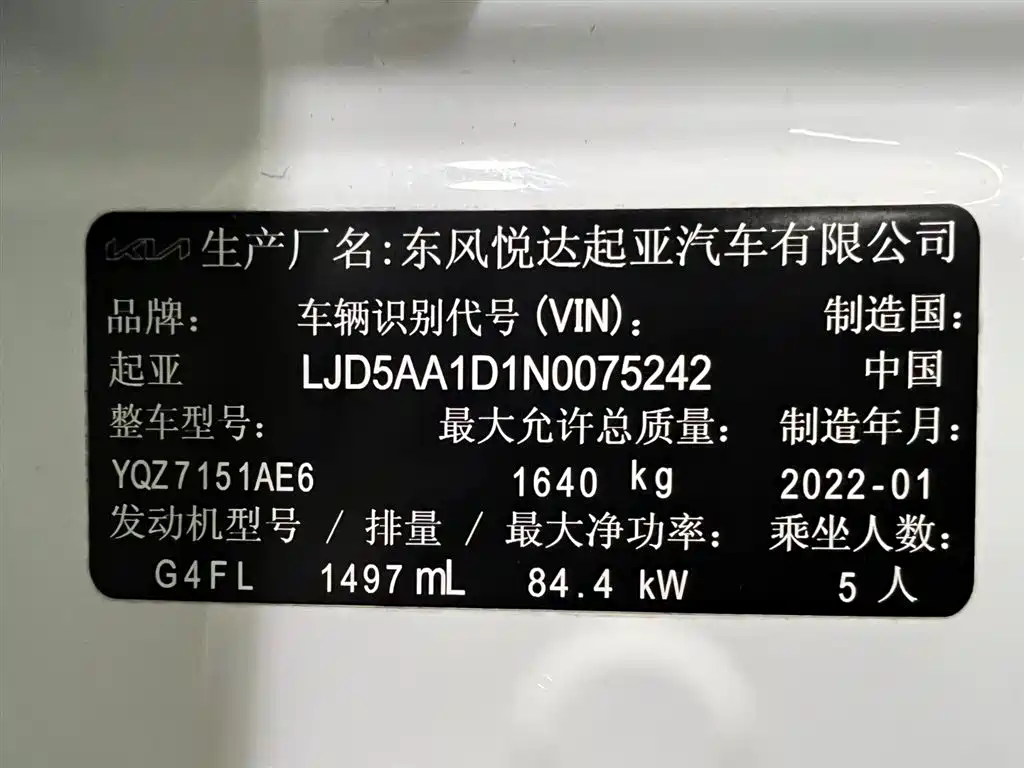 KIA 生产厂名:东风悦达起亚汽车有限公司
品牌: 车辆识别代号(VIN): 制造国:
起亚 LJD5AA1D1N0075242 中国
整车型号: 最大允许总质量: 制造年月:
YQZ7151AE6 1640 kg 2022-01
发动机型号 / 排量 / 最大净功率: 乘坐人数:
G4FL 1497 mL 84.4 kW 5 人